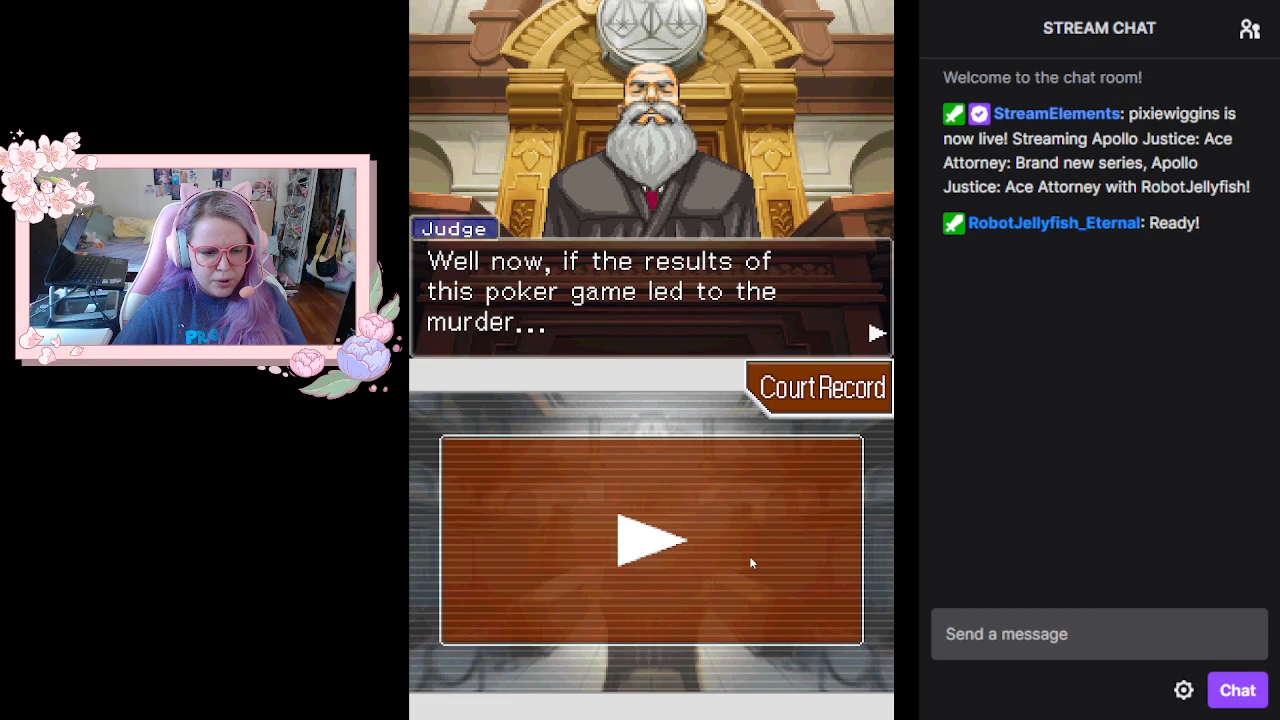 Judge
Well now, if the results of
this poker game led to the
murder...
Court Record
STREAM CHAT
Welcome to the chat room!
StreamElements: pixiewiggins is
now live! Streaming Apollo Justice: Ace
Attorney: Brand new series, Apollo
Justice: Ace Attorney with RobotJellyfish!
RobotJellyfish_Eternal: Ready!
Send a message
Chat